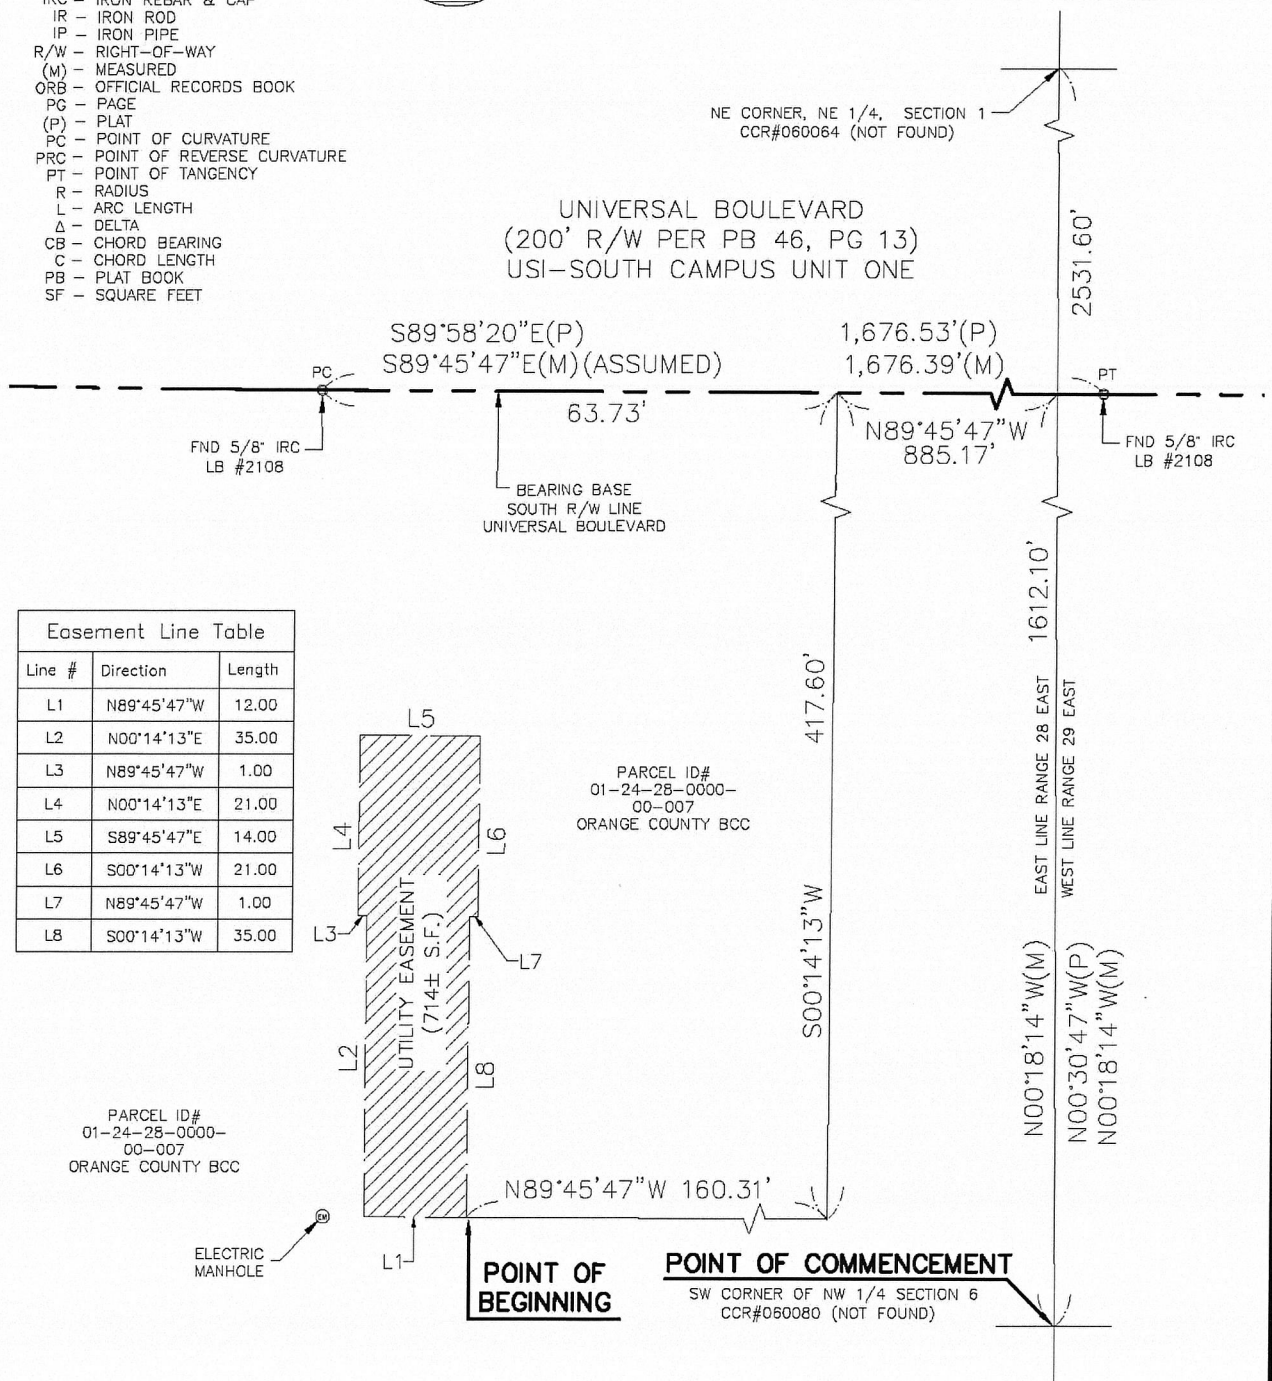 IRC – IRON REBAR & CAP
IR – IRON ROD
IP – IRON PIPE
R/W – RIGHT–OF–WAY
(M) – MEASURED
ORB – OFFICIAL RECORDS BOOK
PG – PAGE
(P) – PLAT
PC – POINT OF CURVATURE
PRC – POINT OF REVERSE CURVATURE
PT – POINT OF TANGENCY
R – RADIUS
L – ARC LENGTH
Δ – DELTA
CB – CHORD BEARING
C – CHORD LENGTH
PB – PLAT BOOK
SF – SQUARE FEET
NE CORNER, NE 1/4, SECTION 1
CCR#060064 (NOT FOUND)
UNIVERSAL BOULEVARD
(200' R/W PER PB 46, PG 13)
USI–SOUTH CAMPUS UNIT ONE
2531.60'
S89°58'20"E(P)
S89°45'47"E(M)(ASSUMED)
1,676.53'(P)
1,676.39'(M)
PC
PT
63.73'
N89°45'47"W
885.17'
FND 5/8" IRC
LB #2108
FND 5/8" IRC
LB #2108
BEARING BASE
SOUTH R/W LINE
UNIVERSAL BOULEVARD
1612.10'
417.60'
EAST LINE RANGE 28 EAST
WEST LINE RANGE 29 EAST
Easement Line Table
Line # Direction Length
L1 N89°45'47"W 12.00
L2 N00°14'13"E 35.00
L3 N89°45'47"W 1.00
L4 N00°14'13"E 21.00
L5 S89°45'47"E 14.00
L6 S00°14'13"W 21.00
L7 N89°45'47"W 1.00
L8 S00°14'13"W 35.00
L5
L4
L6
PARCEL ID#
01–24–28–0000–
00–007
ORANGE COUNTY BCC
L3
L7
UTILITY EASEMENT
(714± S.F.)
S00°14'13"W
N00°18'14"W(M)
N00°30'47"W(P)
N00°18'14"W(M)
L2
L8
PARCEL ID#
01–24–28–0000–
00–007
ORANGE COUNTY BCC
N89°45'47"W 160.31'
EM
ELECTRIC
MANHOLE
L1
POINT OF
BEGINNING
POINT OF COMMENCEMENT
SW CORNER OF NW 1/4 SECTION 6
CCR#060080 (NOT FOUND)